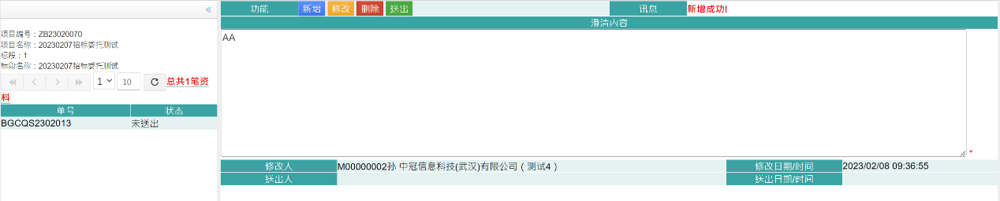 «
项目编号：ZB23020070
项目名称：20230207招标委托测试
标段：1
标段名称：20230207招标委托测试
1 10 总共1笔资
料
单号 状态
BGCQS2302013 未送出
功能 新增 修改 删除 送出 讯息 新增成功!
澄清内容
AA
*
修改人 M00000002孙 中冠信息科技(武汉)有限公司（测试4） 修改日期/时间 2023/02/08 09:36:55
送出人 送出日期/时间